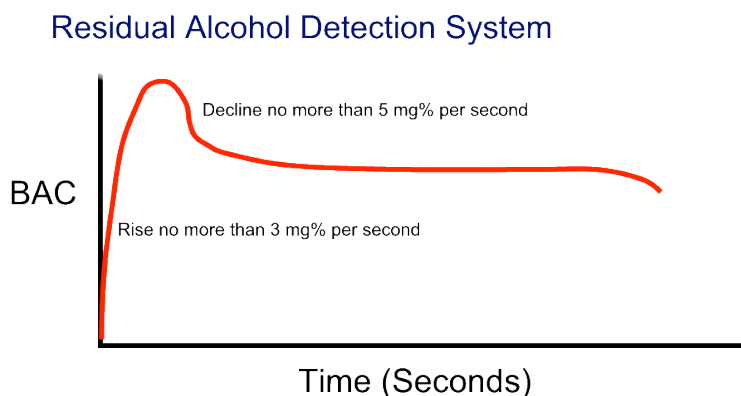 Residual Alcohol Detection System
Decline no more than 5 mg% per second
BAC
Rise no more than 3 mg% per second
Time (Seconds)